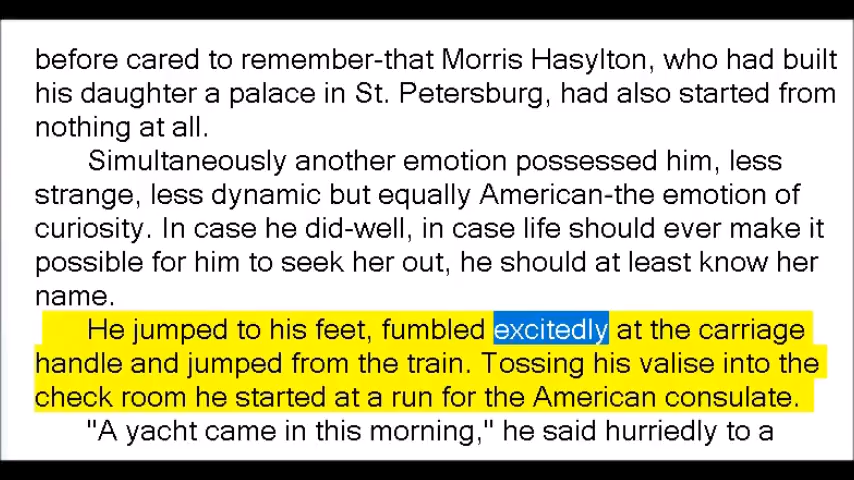 before cared to remember-that Morris Hasylton, who had built
his daughter a palace in St. Petersburg, had also started from
nothing at all.
Simultaneously another emotion possessed him, less
strange, less dynamic but equally American-the emotion of
curiosity. In case he did-well, in case life should ever make it
possible for him to seek her out, he should at least know her
name.
He jumped to his feet, fumbled excitedly at the carriage
handle and jumped from the train. Tossing his valise into the
check room he started at a run for the American consulate.
"A yacht came in this morning," he said hurriedly to a